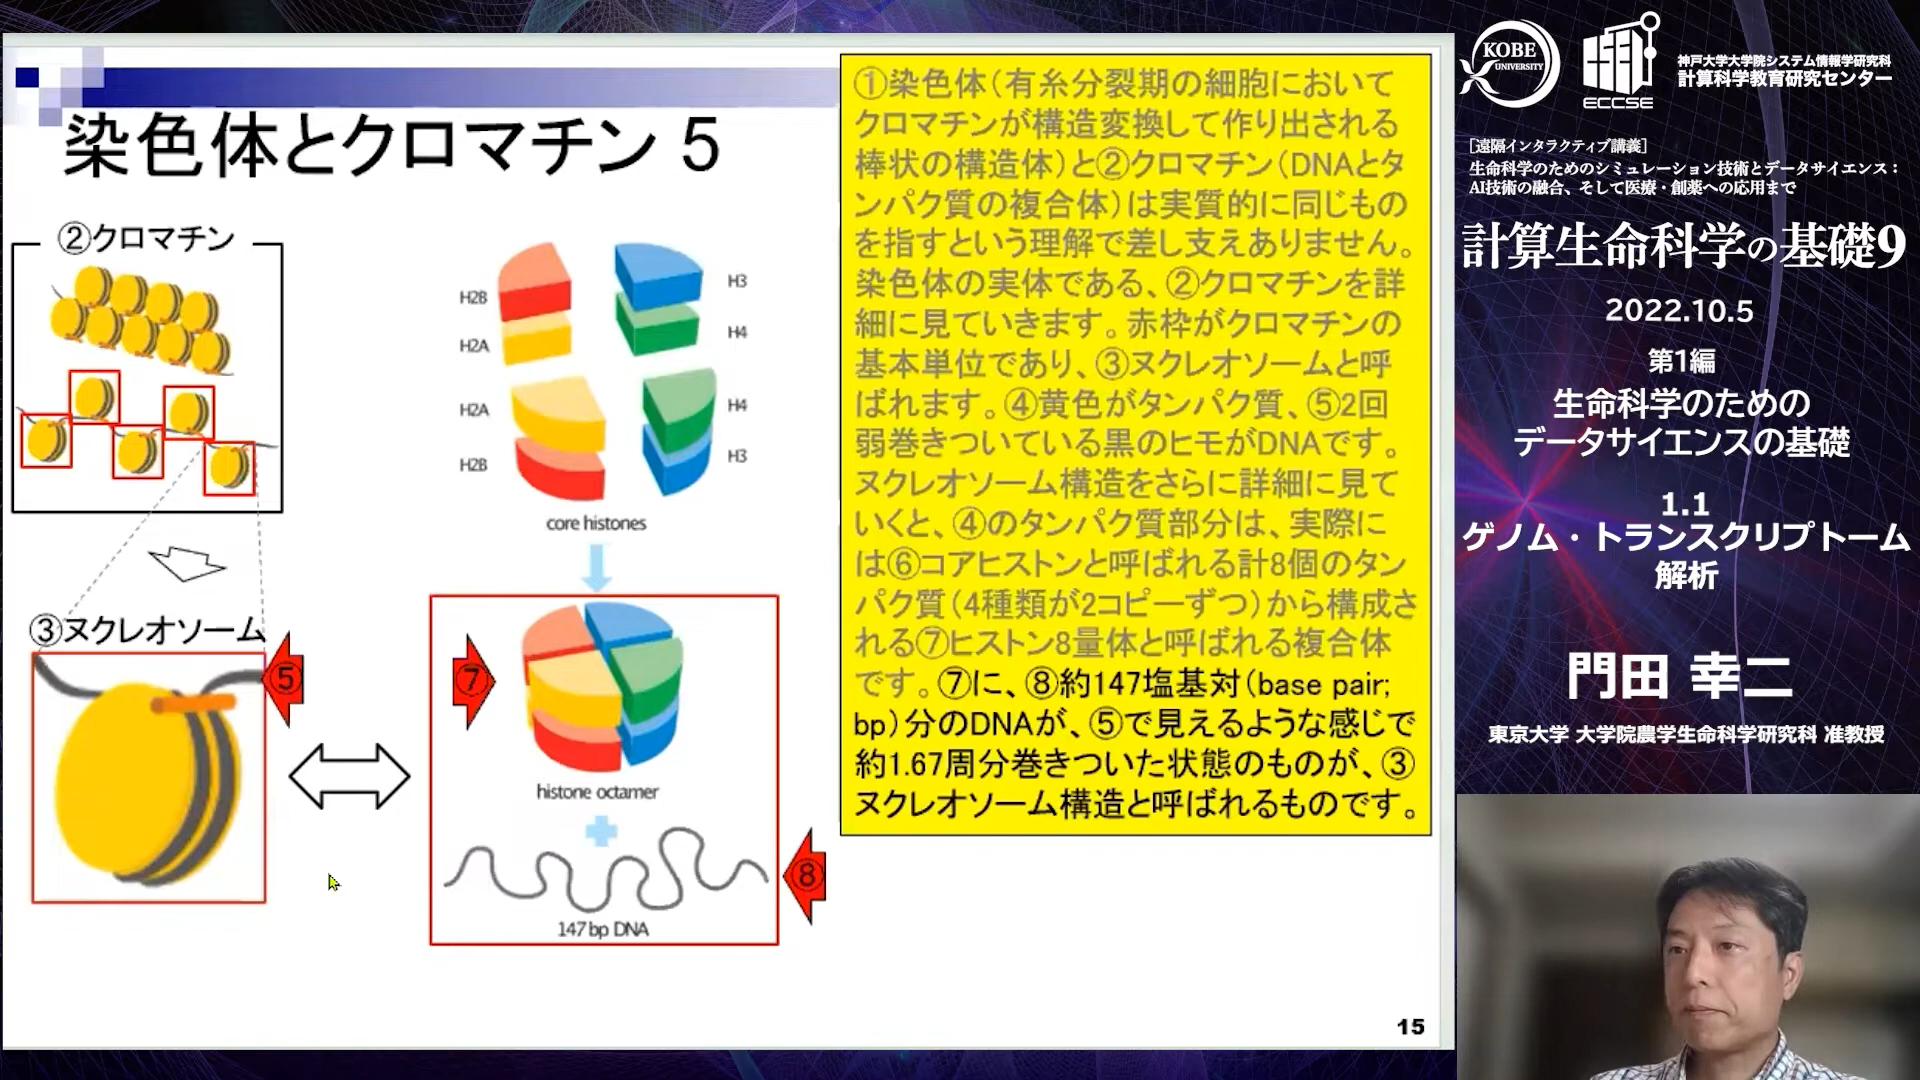 染色体とクロマチン 5
②クロマチン
③ヌクレオソーム
⑤
H2B
H2A
H3
H4
H2A
H2B
H4
H3
core histones
⑦
histone octamer
147bp DNA
⑧
①染色体（有糸分裂期の細胞において
クロマチンが構造変換して作り出される
棒状の構造体）と②クロマチン（DNAとタ
ンパク質の複合体）は実質的に同じもの
を指すという理解で差し支えありません。
染色体の実体である、②クロマチンを詳
細に見ていきます。赤枠がクロマチンの
基本単位であり、③ヌクレオソームと呼
ばれます。④黄色がタンパク質、⑤2回
弱巻きついている黒のヒモがDNAです。
ヌクレオソーム構造をさらに詳細に見て
いくと、④のタンパク質部分は、実際に
は⑥コアヒストンと呼ばれる計8個のタン
パク質（4種類が2コピーずつ）から構成さ
れる⑦ヒストン8量体と呼ばれる複合体
です。⑦に、⑧約147塩基対（base pair;
bp）分のDNAが、⑤で見えるような感じで
約1.67周分巻きついた状態のものが、③
ヌクレオソーム構造と呼ばれるものです。
15
KOBE
UNIVERSITY
ECCSE
神戸大学大学院システム情報学研究科
計算科学教育研究センター
［遠隔インタラクティブ講義］
生命科学のためのシミュレーション技術とデータサイエンス：
AI技術の融合、そして医療・創薬への応用まで
計算生命科学の基礎9
2022.10.5
第1編
生命科学のための
データサイエンスの基礎
1.1
ゲノム・トランスクリプトーム
解析
門田 幸二
東京大学 大学院農学生命科学研究科 准教授